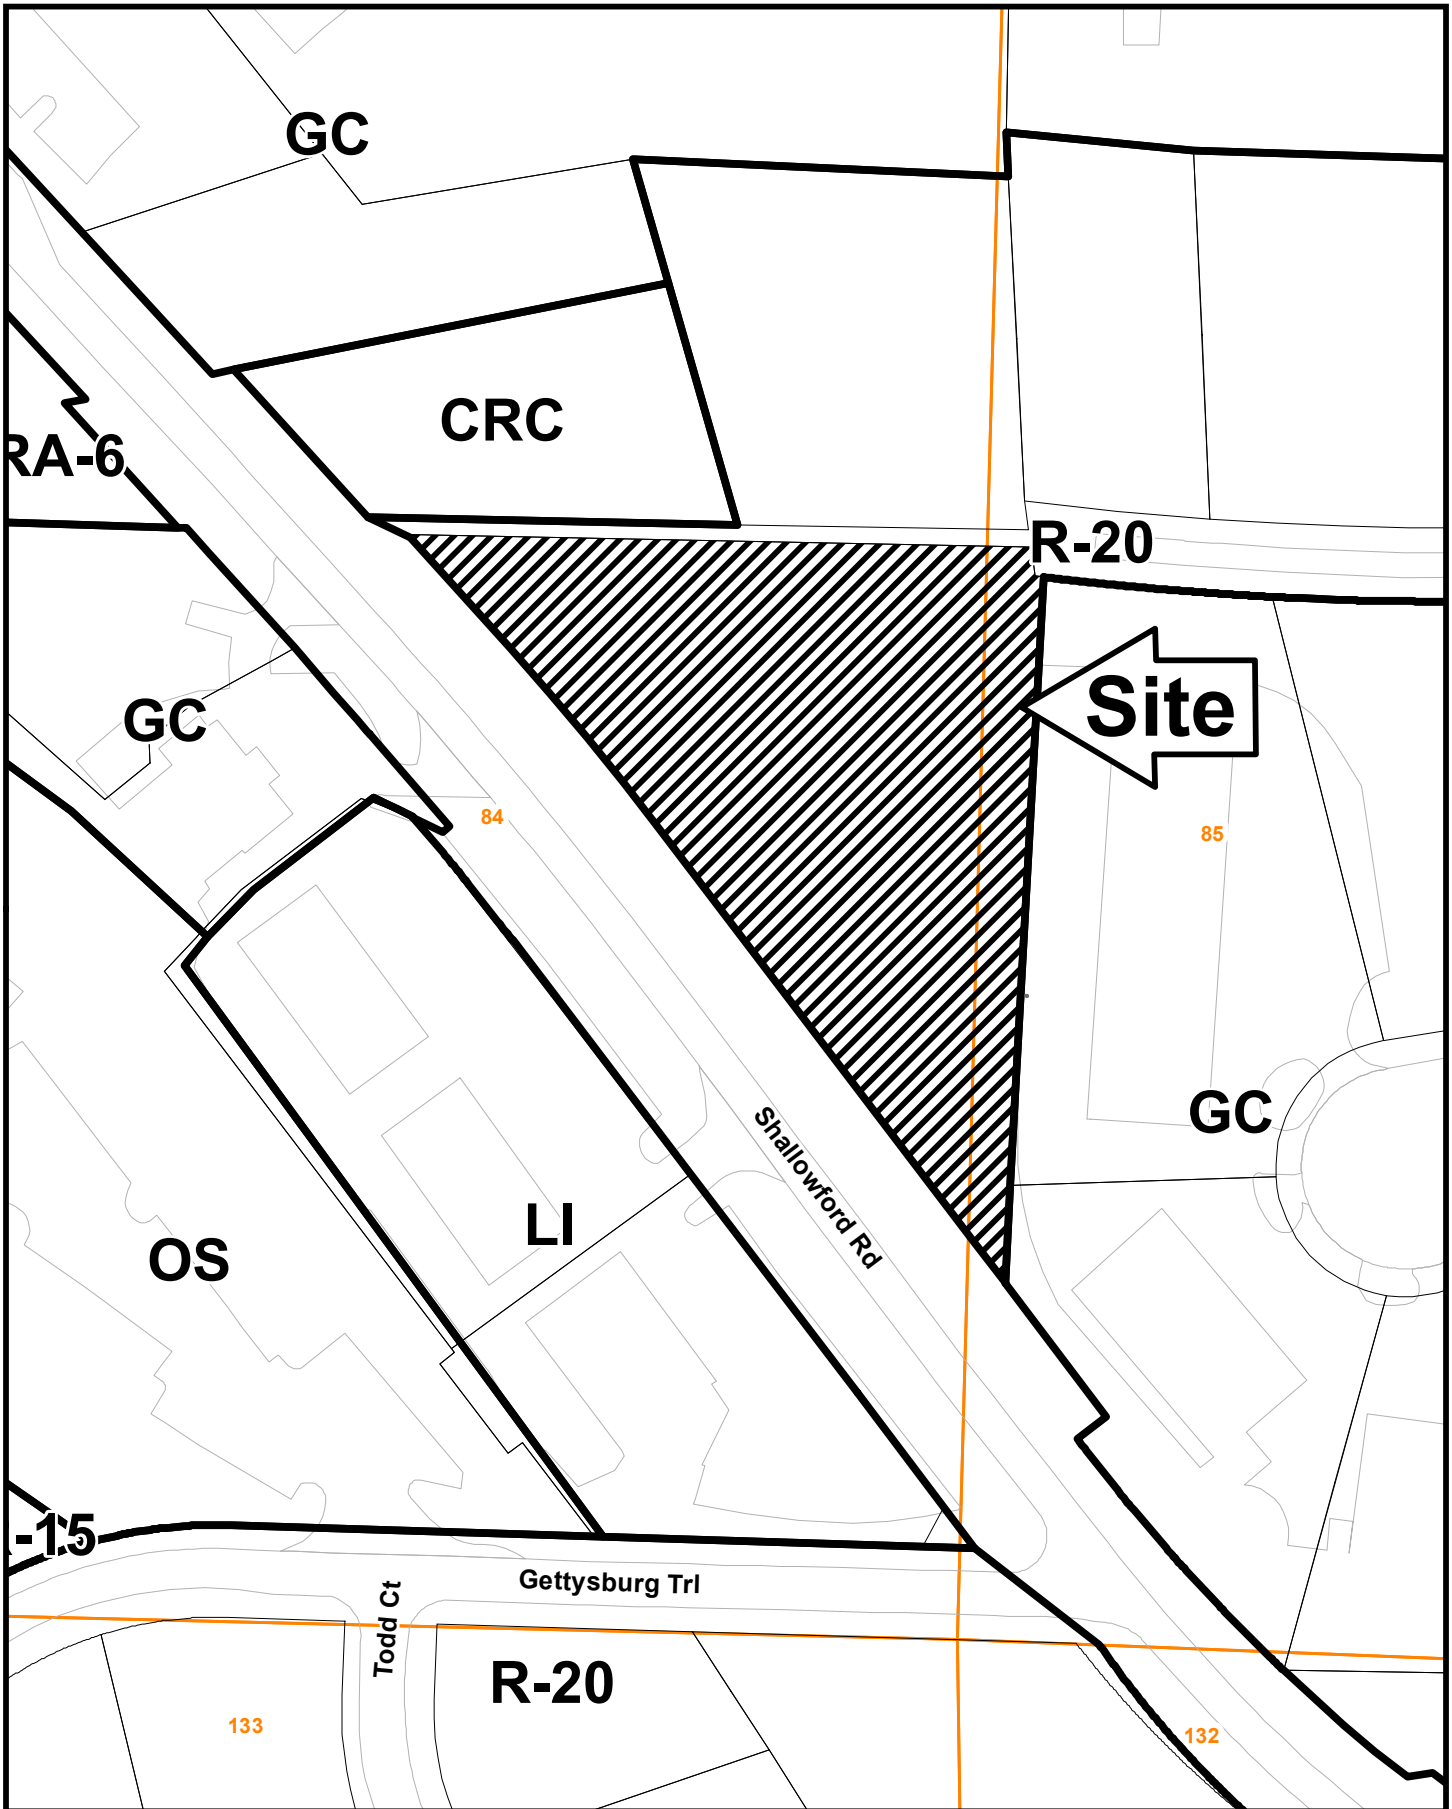 GC
CRC
RA-6
R-20
Site
GC
84
85
GC
Shallowford Rd
LI
OS
-15
Gettysburg Trl
Todd Ct
R-20
133
132